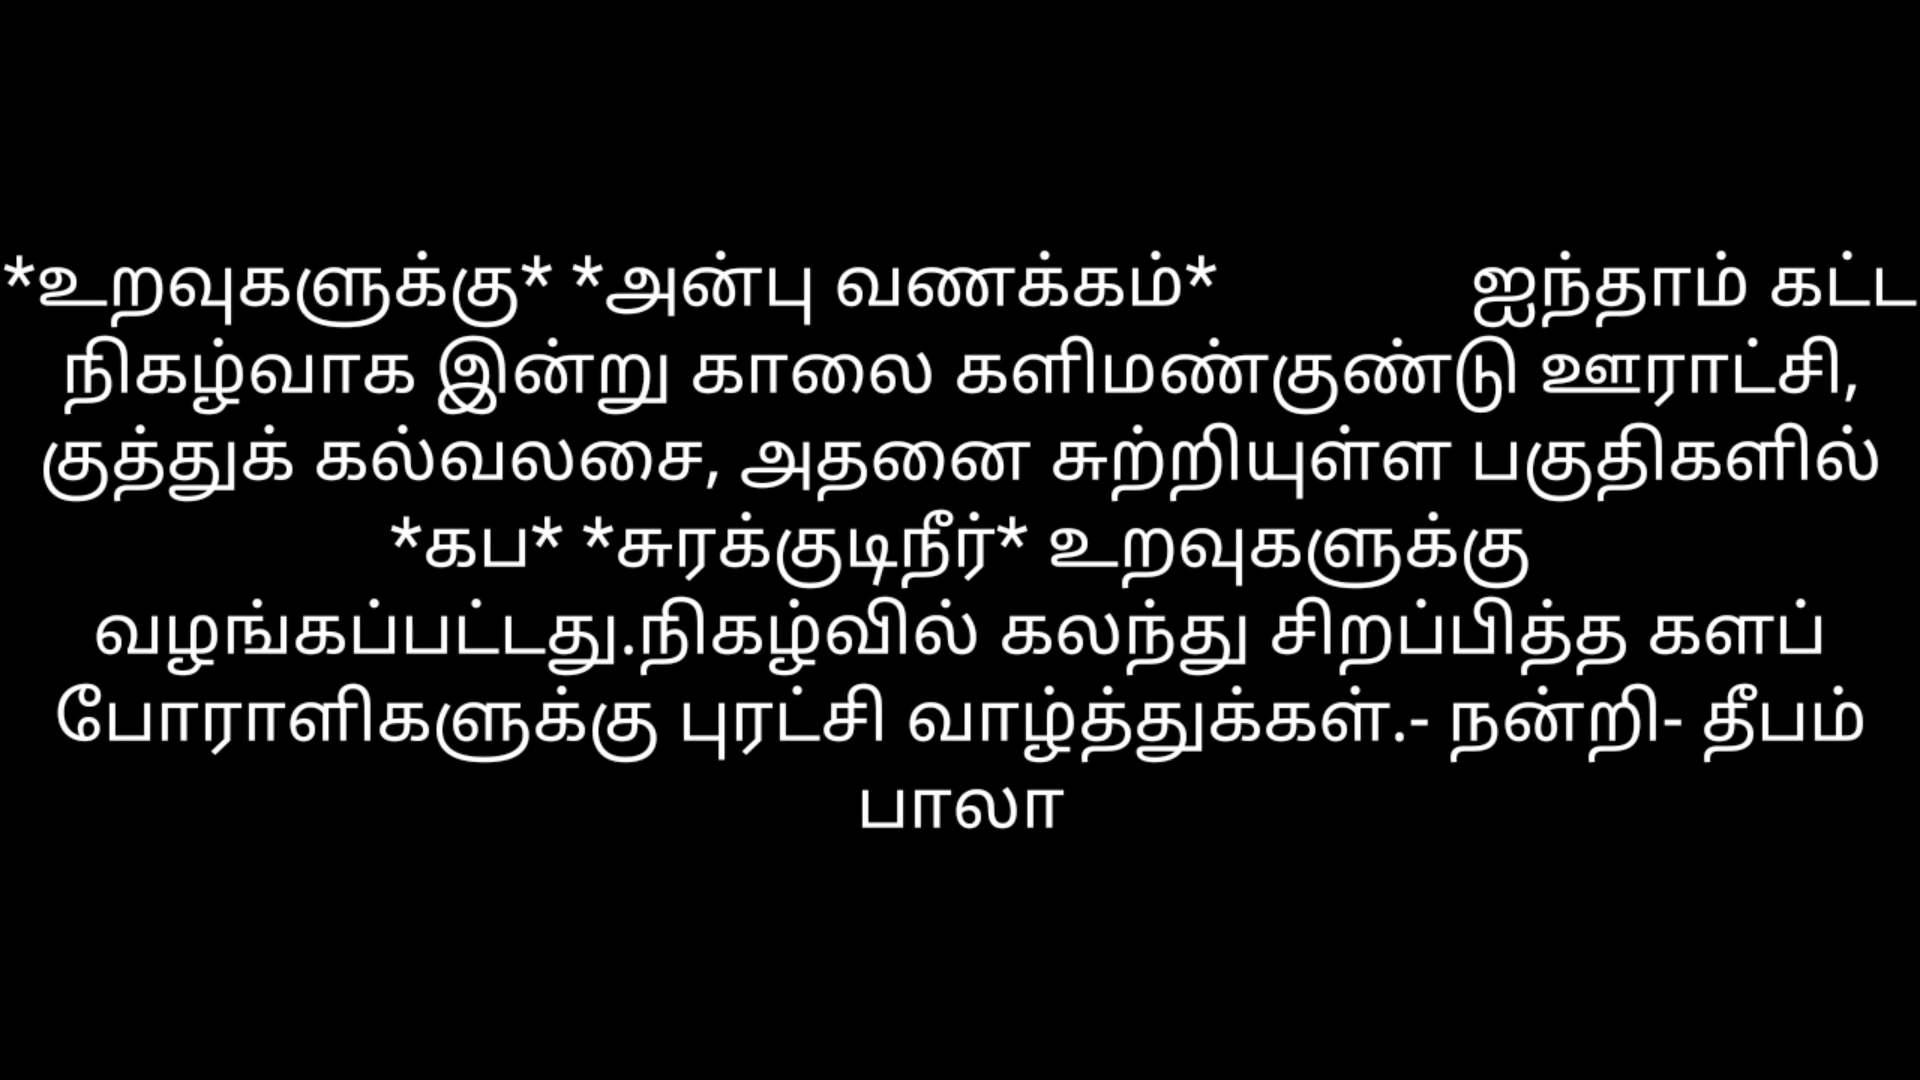 *உறவுகளுக்கு* *அன்பு வணக்கம்* ஐந்தாம் கட்ட
நிகழ்வாக இன்று காலை களிமண்குண்டு ஊராட்சி,
குத்துக் கல்வலசை, அதனை சுற்றியுள்ள பகுதிகளில்
*கப* *சுரக்குடிநீர்* உறவுகளுக்கு
வழங்கப்பட்டது.நிகழ்வில் கலந்து சிறப்பித்த களப்
போராளிகளுக்கு புரட்சி வாழ்த்துக்கள்.- நன்றி- தீபம்
பாலா